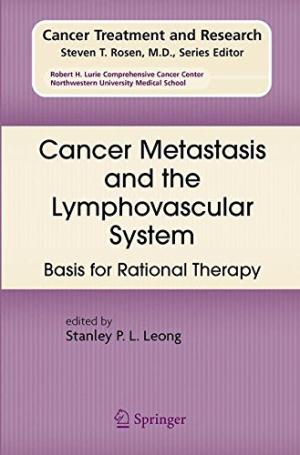 Cancer Treatment and Research
Steven T. Rosen, M.D., Series Editor
Robert H. Lurie Comprehensive Cancer Center
Northwestern University Medical School
Cancer Metastasis
and the
Lymphovascular
System
Basis for Rational Therapy
edited by
Stanley P. L. Leong
Springer